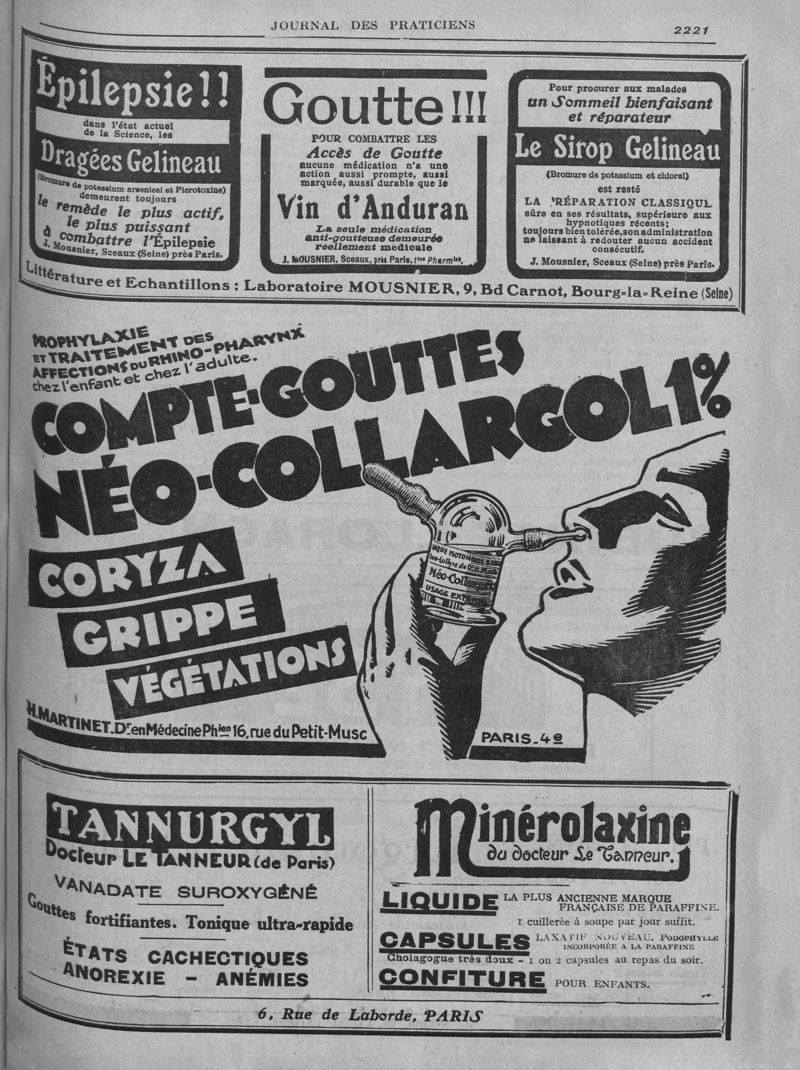 JOURNAL DES PRATICIENS
2221
Épilepsie!!
dans l'état actuel
de la Science, les
Dragées Gelineau
(Bromure de potassium arsenical et Picrotoxine)
demeurent toujours
le remède le plus actif,
le plus puissant
à combattre l'Épilepsie
J. Mousnier, Sceaux (Seine) près Paris.
Goutte!!!
POUR COMBATTRE LES
Accès de Goutte
aucune médication n'a une
action aussi prompte, aussi
marquée, aussi durable que le
Vin d'Anduran
La seule médication
anti-goutteuse demeurée
réellement médicale
J. MOUSNIER, Sceaux, près Paris, ttes Pharmies.
Pour procurer aux malades
un Sommeil bienfaisant
et réparateur
Le Sirop Gelineau
(Bromure de potassium et chloral)
est resté
LA PRÉPARATION CLASSIQUE
sûre en ses résultats, supérieure aux
hypnotiques récents;
toujours bien tolérée, son administration
ne laissant à redouter aucun accident
consécutif.
J. Mousnier, Sceaux (Seine) près Paris.
Littérature et Echantillons : Laboratoire MOUSNIER, 9, Bd Carnot, Bourg-la-Reine (Seine)
PROPHYLAXIE
ET TRAITEMENT DES
AFFECTIONS DU RHINO-PHARYNX
chez l'enfant et chez l'adulte.
COMPTE-GOUTTES
NÉO-COLLARGOL 1%
Néo-Collargol
USAGE EXTERNE
CORYZA
GRIPPE
VÉGÉTATIONS
H. MARTINET. Dr en Médecine Phien 16, rue du Petit-Musc
PARIS-4e
TANNURGYL
Docteur LE TANNEUR (de Paris)
VANADATE SUROXYGÉNÉ
Gouttes fortifiantes. Tonique ultra-rapide
ÉTATS CACHECTIQUES
ANOREXIE - ANÉMIES
Minérolaxine
du docteur Le Tanneur.
LIQUIDE LA PLUS ANCIENNE MARQUE
FRANÇAISE DE PARAFFINE.
1 cuillerée à soupe par jour suffit.
CAPSULES LAXATIF NOUVEAU. PODOPHYLLE
INCORPORÉE A LA PARAFFINE
Cholagogue très doux - 1 ou 2 capsules au repas du soir.
CONFITURE POUR ENFANTS.
6, Rue de Laborde, PARIS